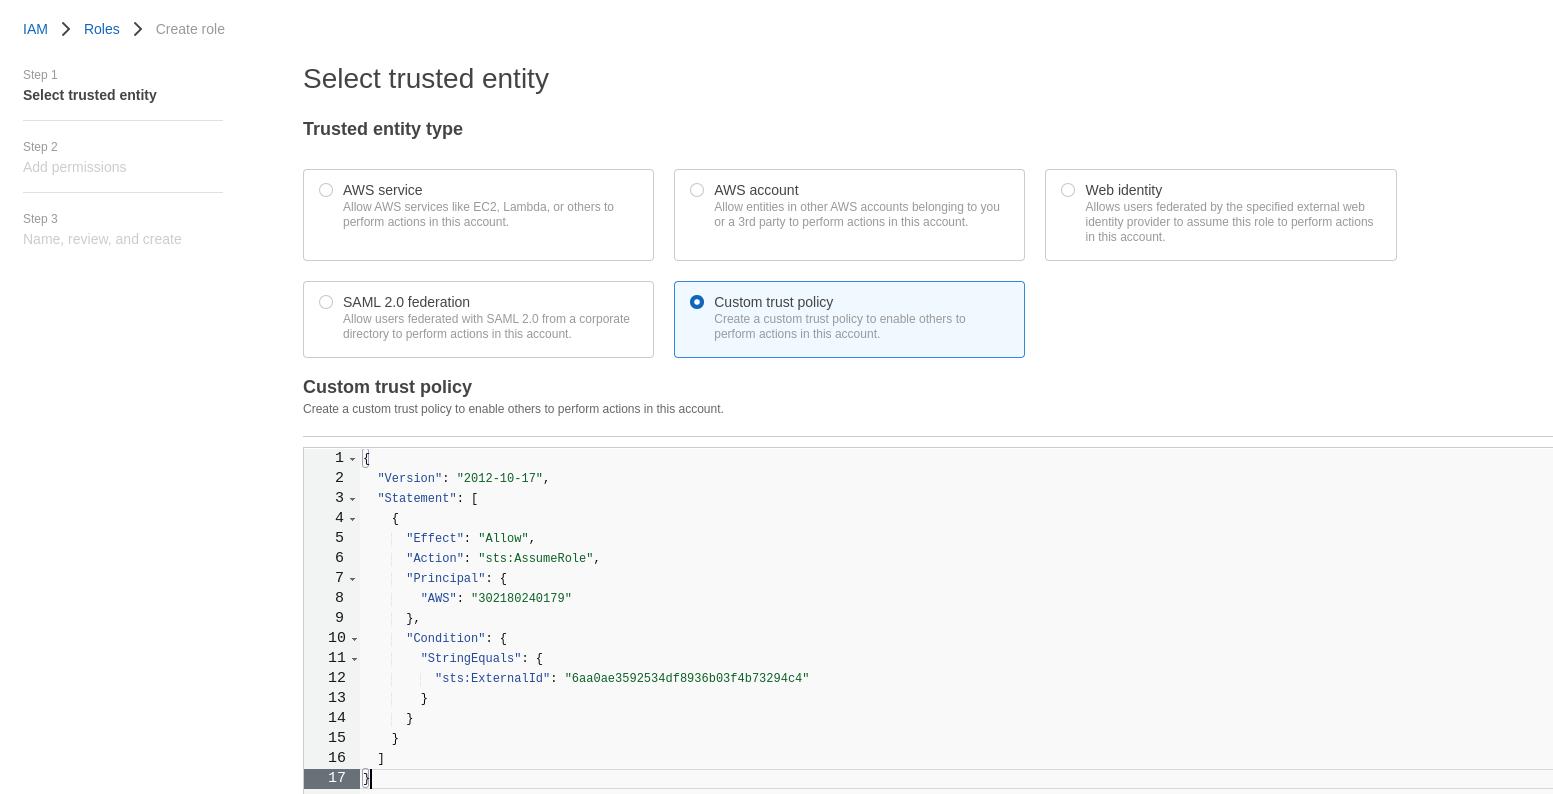 IAM > Roles > Create role
Step 1
Select trusted entity
Step 2
Add permissions
Step 3
Name, review, and create
Select trusted entity
Trusted entity type
AWS service
Allow AWS services like EC2, Lambda, or others to
perform actions in this account.
AWS account
Allow entities in other AWS accounts belonging to you
or a 3rd party to perform actions in this account.
Web identity
Allows users federated by the specified external web
identity provider to assume this role to perform actions
in this account.
SAML 2.0 federation
Allow users federated with SAML 2.0 from a corporate
directory to perform actions in this account.
Custom trust policy
Create a custom trust policy to enable others to
perform actions in this account.
Custom trust policy
Create a custom trust policy to enable others to perform actions in this account.
1 {
2 "Version": "2012-10-17",
3 "Statement": [
4 {
5 "Effect": "Allow",
6 "Action": "sts:AssumeRole",
7 "Principal": {
8 "AWS": "302180240179"
9 },
10 "Condition": {
11 "StringEquals": {
12 "sts:ExternalId": "6aa0ae3592534df8936b03f4b73294c4"
13 }
14 }
15 }
16 ]
17 }